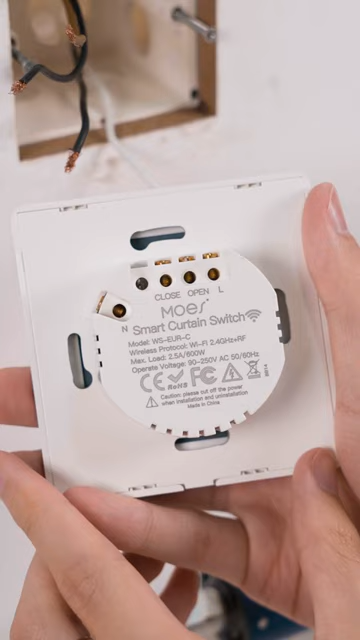 CLOSE OPEN L
MOES
N
Smart Curtain Switch
Model: WS-EUR-C
Wireless Protocol: Wi-Fi 2.4GHz+RF
Max. Load: 2.5A/600W
Operate Voltage: 90~250V AC 50/60Hz
CE RoHS FC
Caution: please cut off the power
when installation and uninstallation
Made in China